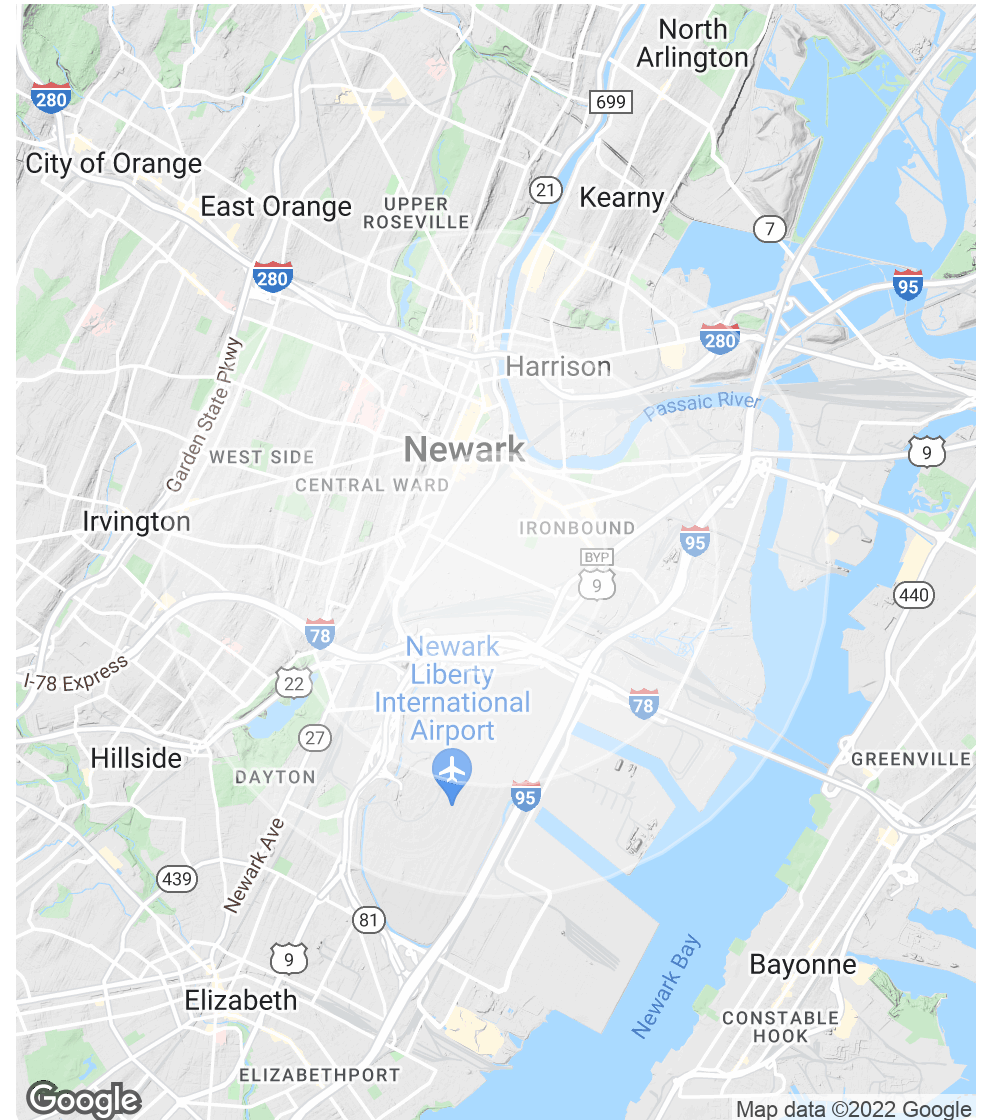 North
Arlington
280
699
City of Orange
21
Kearny
East Orange
UPPER
ROSEVILLE
7
280
95
280
Harrison
Garden State Pkwy
Passaic River
Newark
9
WEST SIDE
CENTRAL WARD
Irvington
IRONBOUND
95
BYP
9
440
78
Newark
Liberty
International
Airport
I-78 Express
22
78
27
Hillside
GREENVILLE
DAYTON
95
Newark Ave
439
81
9
Newark Bay
Bayonne
Elizabeth
CONSTABLE
HOOK
ELIZABETHPORT
Google
Map data ©2022 Google